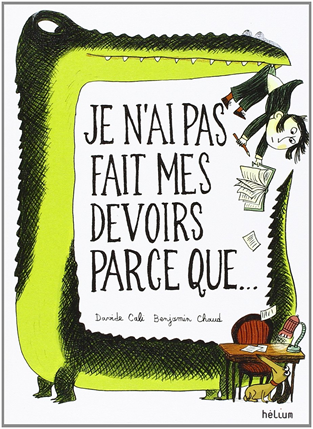 JE N'AI PAS
FAIT MES
DEVOIRS
PARCE QUE...
Davide Cali Benjamin Chaud
hélium